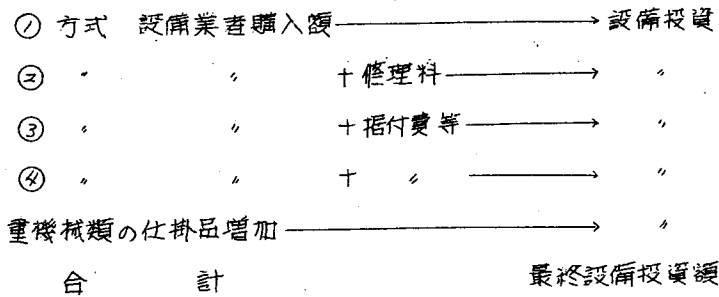 ① 方式 設備業者購入額 ⟶ 設備投資
② 〃 〃 +修理料 ⟶ 〃
③ 〃 〃 +据付費等 ⟶ 〃
④ 〃 〃 + 〃 ⟶ 〃
重機械類の仕掛品増加 ⟶ 〃
合 計 最終設備投資額